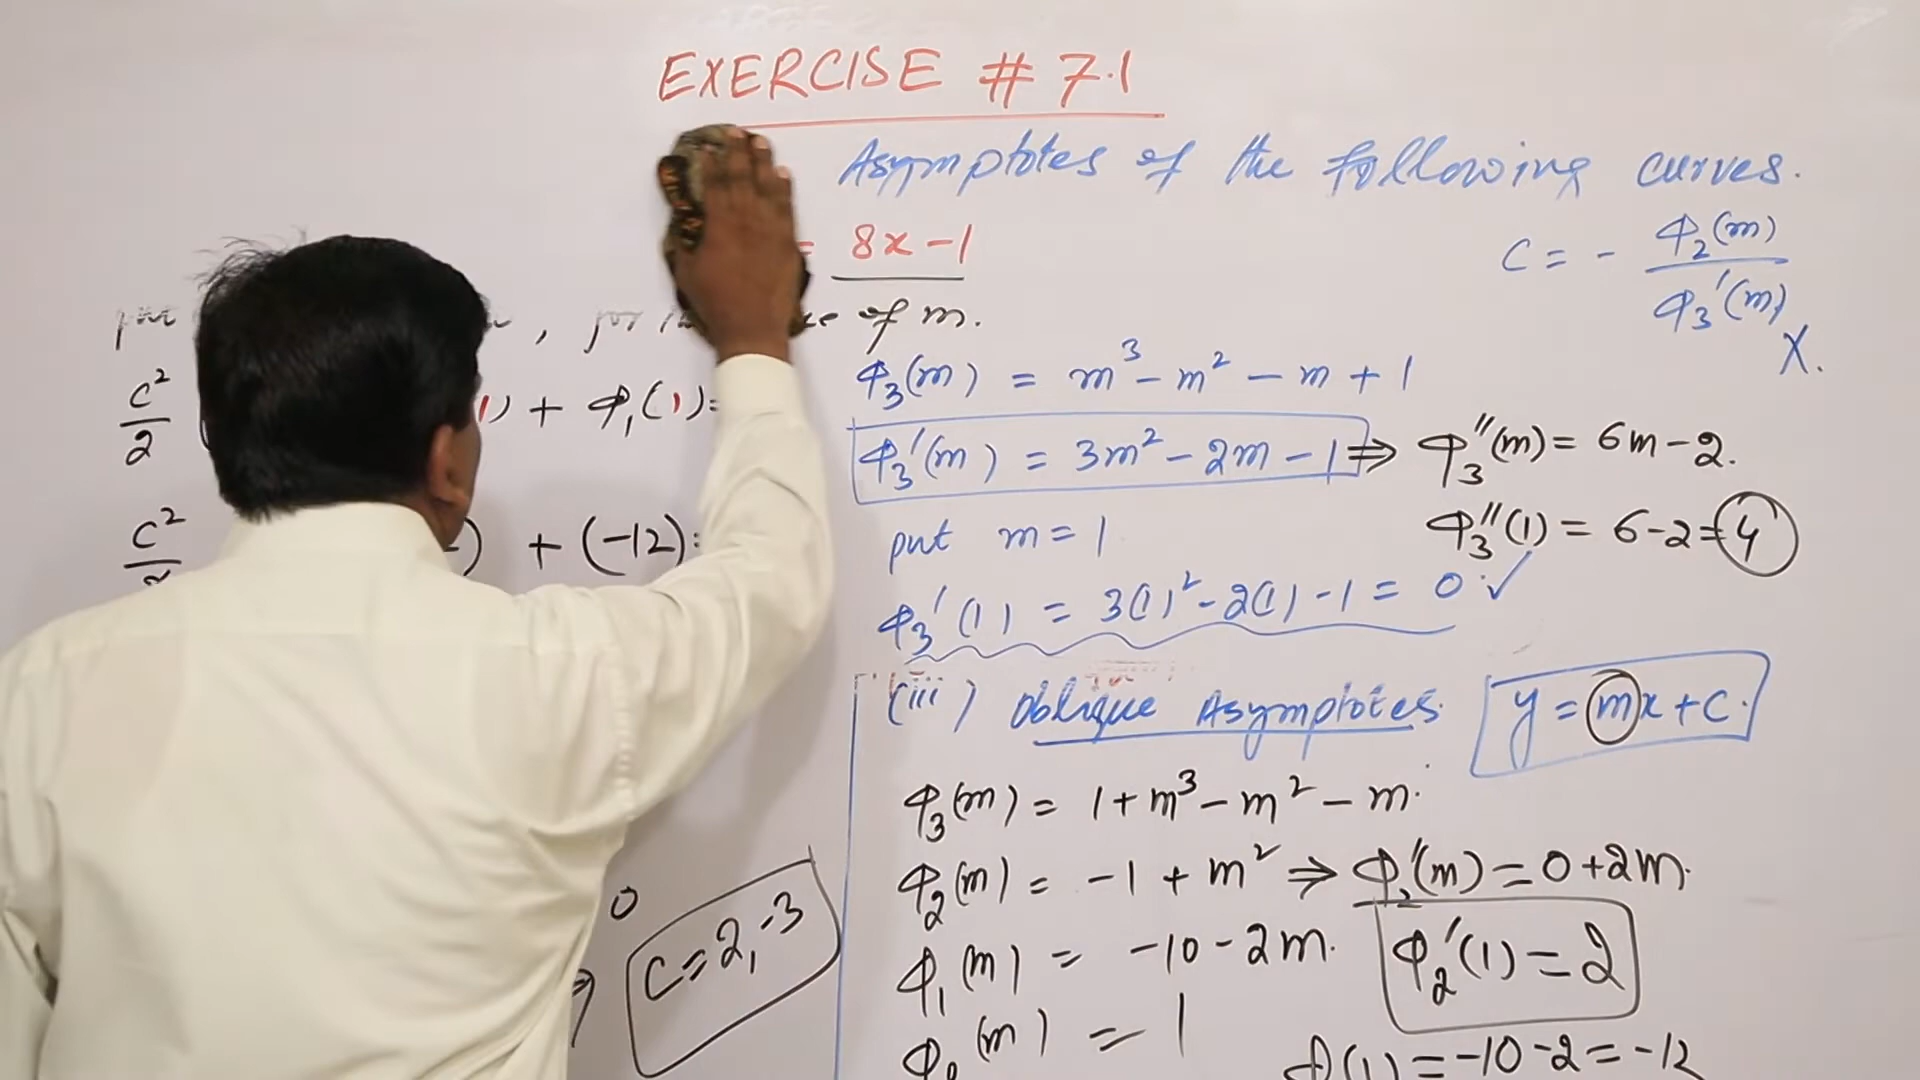 EXERCISE # 7.1
Asymptotes of the following curves.
= 8x-1
of m.
c = - φ₂(m) / φ₃'(m)
X.
c²/2
1) + φ₁(1) =
c²/2
) + (-12) =
0
c = 2, -3
φ₃(m) = m³ - m² - m + 1
φ₃'(m) = 3m² - 2m - 1 ⇒ φ₃''(m) = 6m - 2.
put m = 1
φ₃''(1) = 6-2 = 4
φ₃'(1) = 3(1)² - 2(1) - 1 = 0 ✓
(iii) Oblique Asymptotes. y = mx + c.
φ₃(m) = 1 + m³ - m² - m.
φ₂(m) = -1 + m² ⇒ φ₂'(m) = 0 + 2m.
φ₁(m) = -10 - 2m.
φ₂'(1) = 2
φ₀(m) = 1
φ₁(1) = -10 - 2 = -12